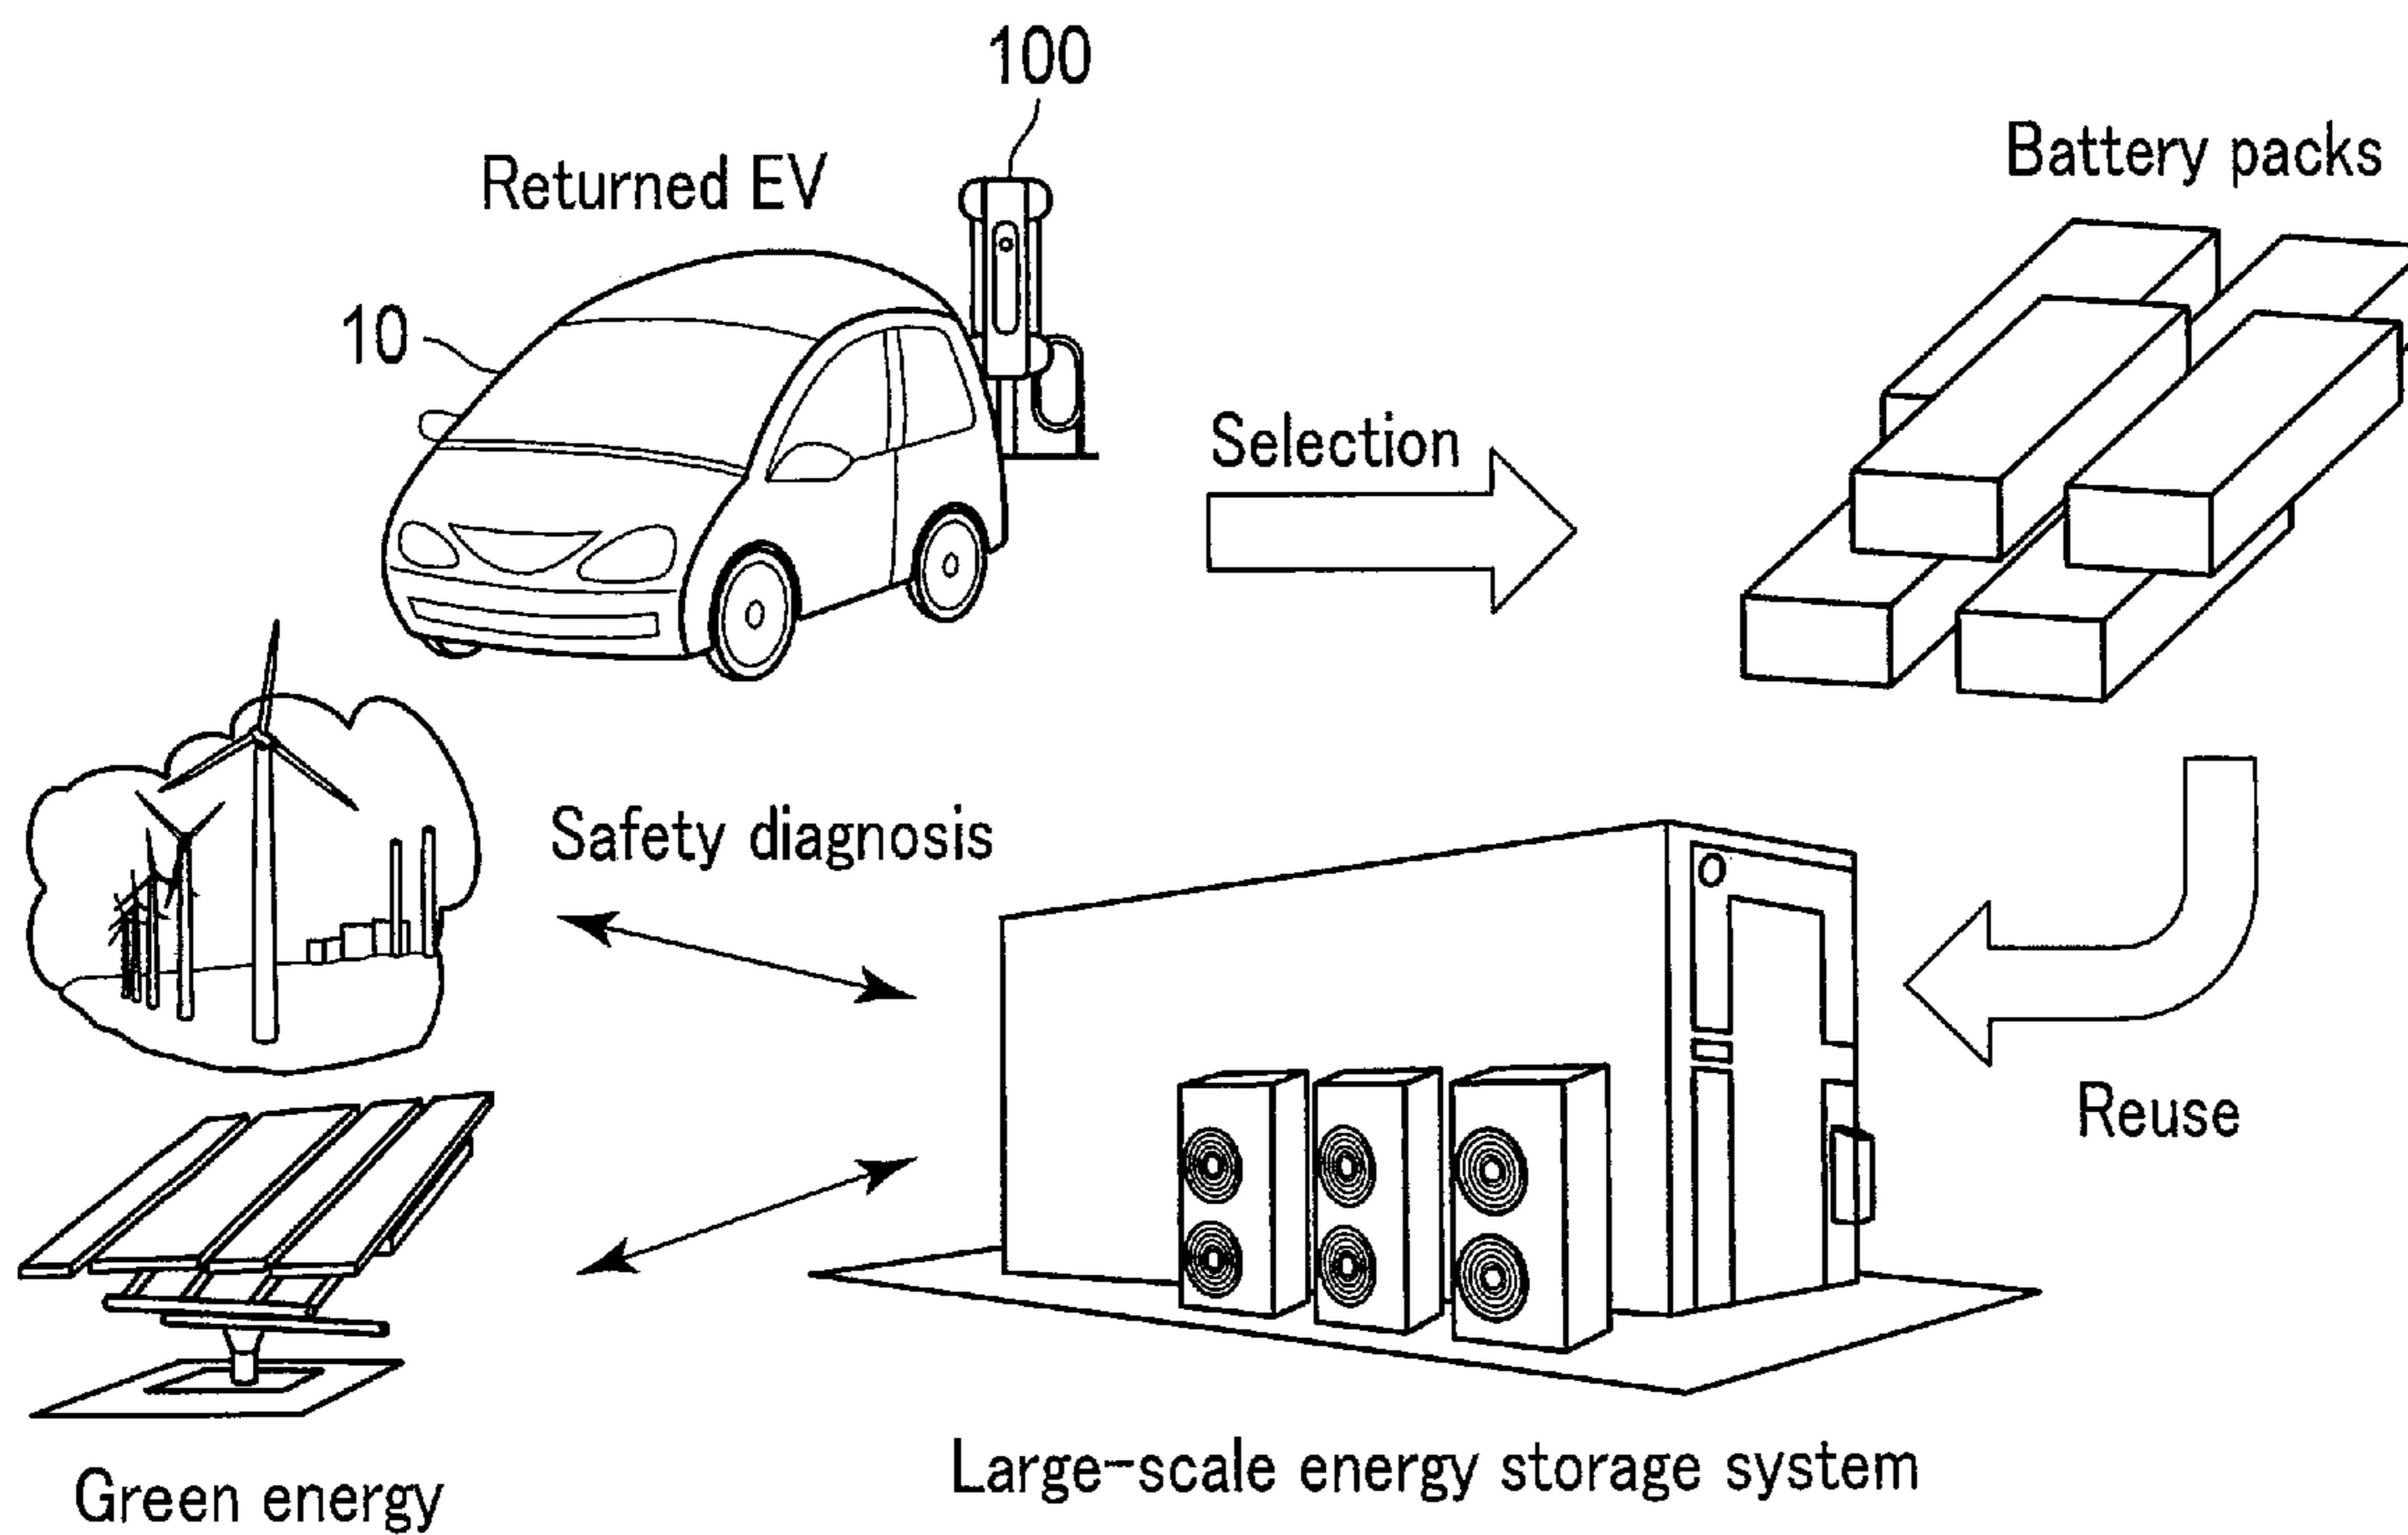 100
Returned EV
Battery packs
10
Selection
Safety diagnosis
Reuse
Large-scale energy storage system
Green energy